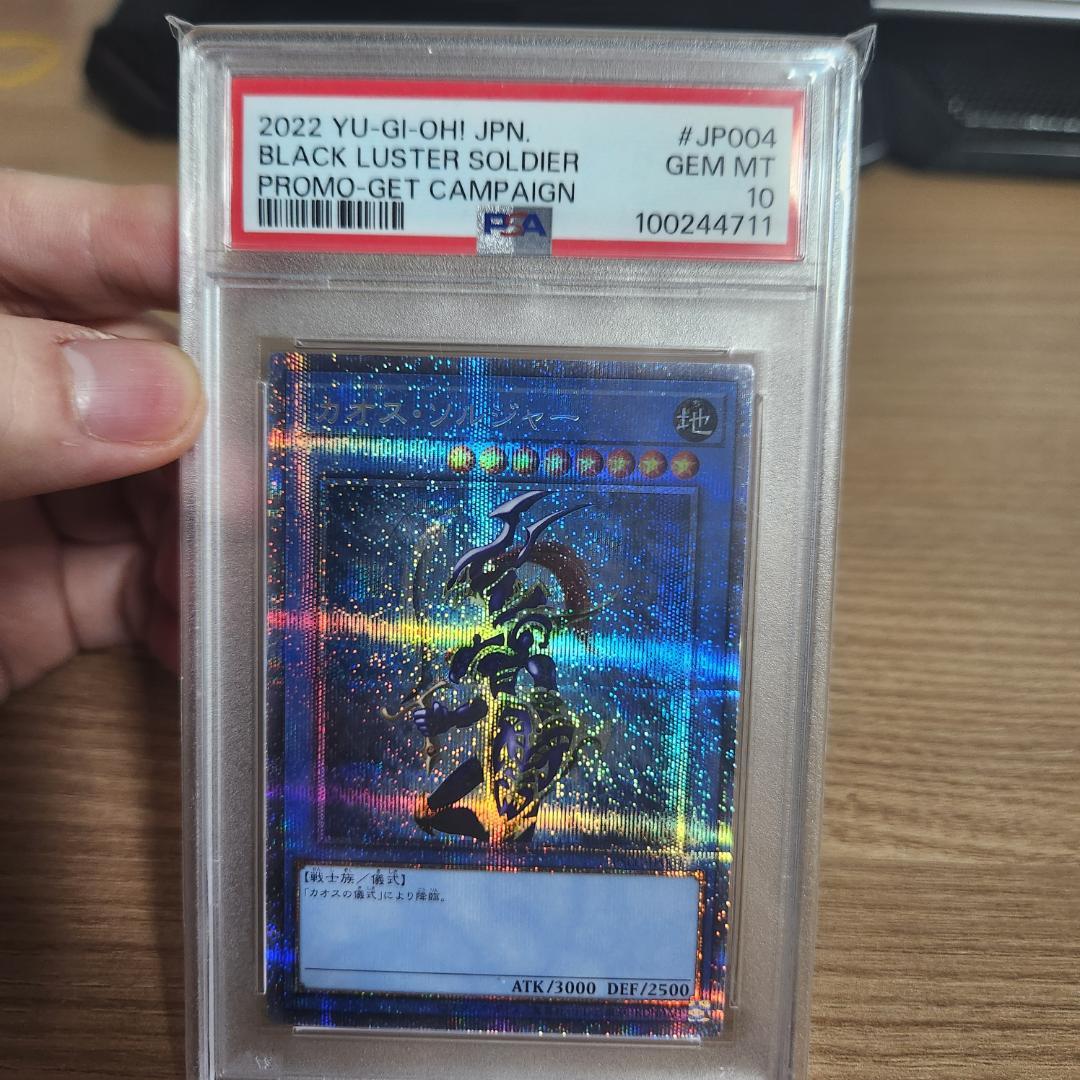 2022 YU-GI-OH! JPN. #JP004
BLACK LUSTER SOLDIER GEM MT
PROMO-GET CAMPAIGN 10
PSA 100244711
カオス・ソルジャー 地
【戦士族／儀式】
「カオスの儀式」により降臨。
ATK/3000 DEF/2500